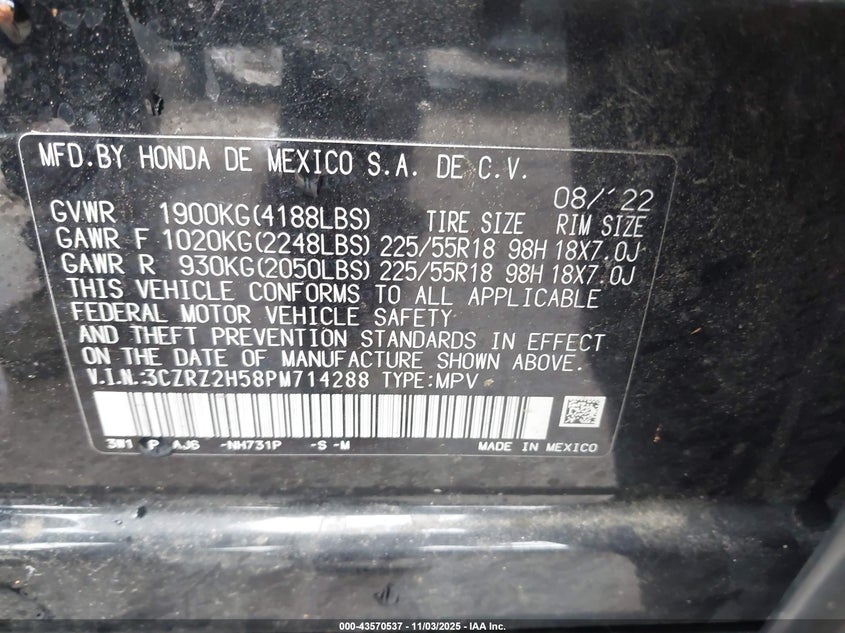 MFD.BY HONDA DE MEXICO S.A. DE C.V.
08/'22
GVWR 1900KG(4188LBS) TIRE SIZE RIM SIZE
GAWR F 1020KG(2248LBS) 225/55R18 98H 18X7.0J
GAWR R 930KG(2050LBS) 225/55R18 98H 18X7.0J
THIS VEHICLE CONFORMS TO ALL APPLICABLE
FEDERAL MOTOR VEHICLE SAFETY
AND THEFT PREVENTION STANDARDS IN EFFECT
ON THE DATE OF MANUFACTURE SHOWN ABOVE.
V.I.N.:3CZRZ2H58PM714288 TYPE:MPV
3W1 P AJ6 -NH731P -S -M MADE IN MEXICO
000-43570537 - 11/03/2025 - IAA Inc.